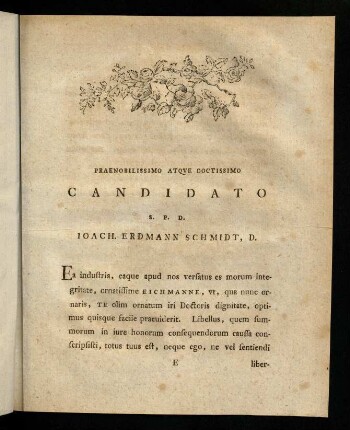 PRAENOBILISSIMO ATQVE DOCTISSIMO
CANDIDATO
S. P. D.
IOACH. ERDMANN SCHMIDT, D.
Ea industria, eaque apud nos versatus es morum inte-
gritate, ornatissime EICHMANNE, vt, qua nunc or-
naris, TE olim ornatum iri Doctoris dignitate, opti-
mus quisque facile praeuiderit. Libellus, quem sum-
morum in iure honorum consequendorum caussa con-
scripsisti, totus tuus est, neque ego, ne vel sentiendi
E liber-